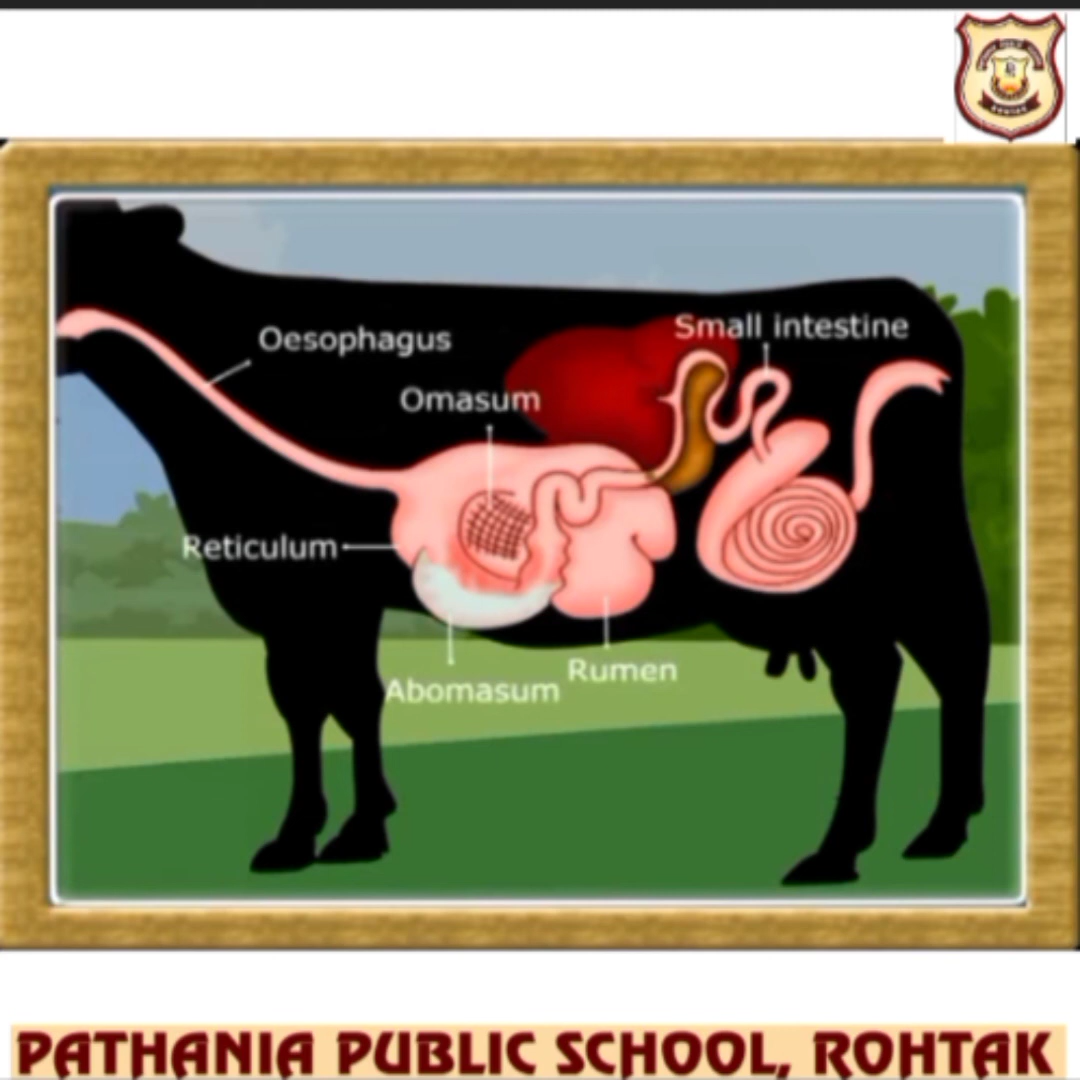 Oesophagus
Small intestine
Omasum
Reticulum
Abomasum
Rumen
PATHANIA PUBLIC SCHOOL, ROHTAK